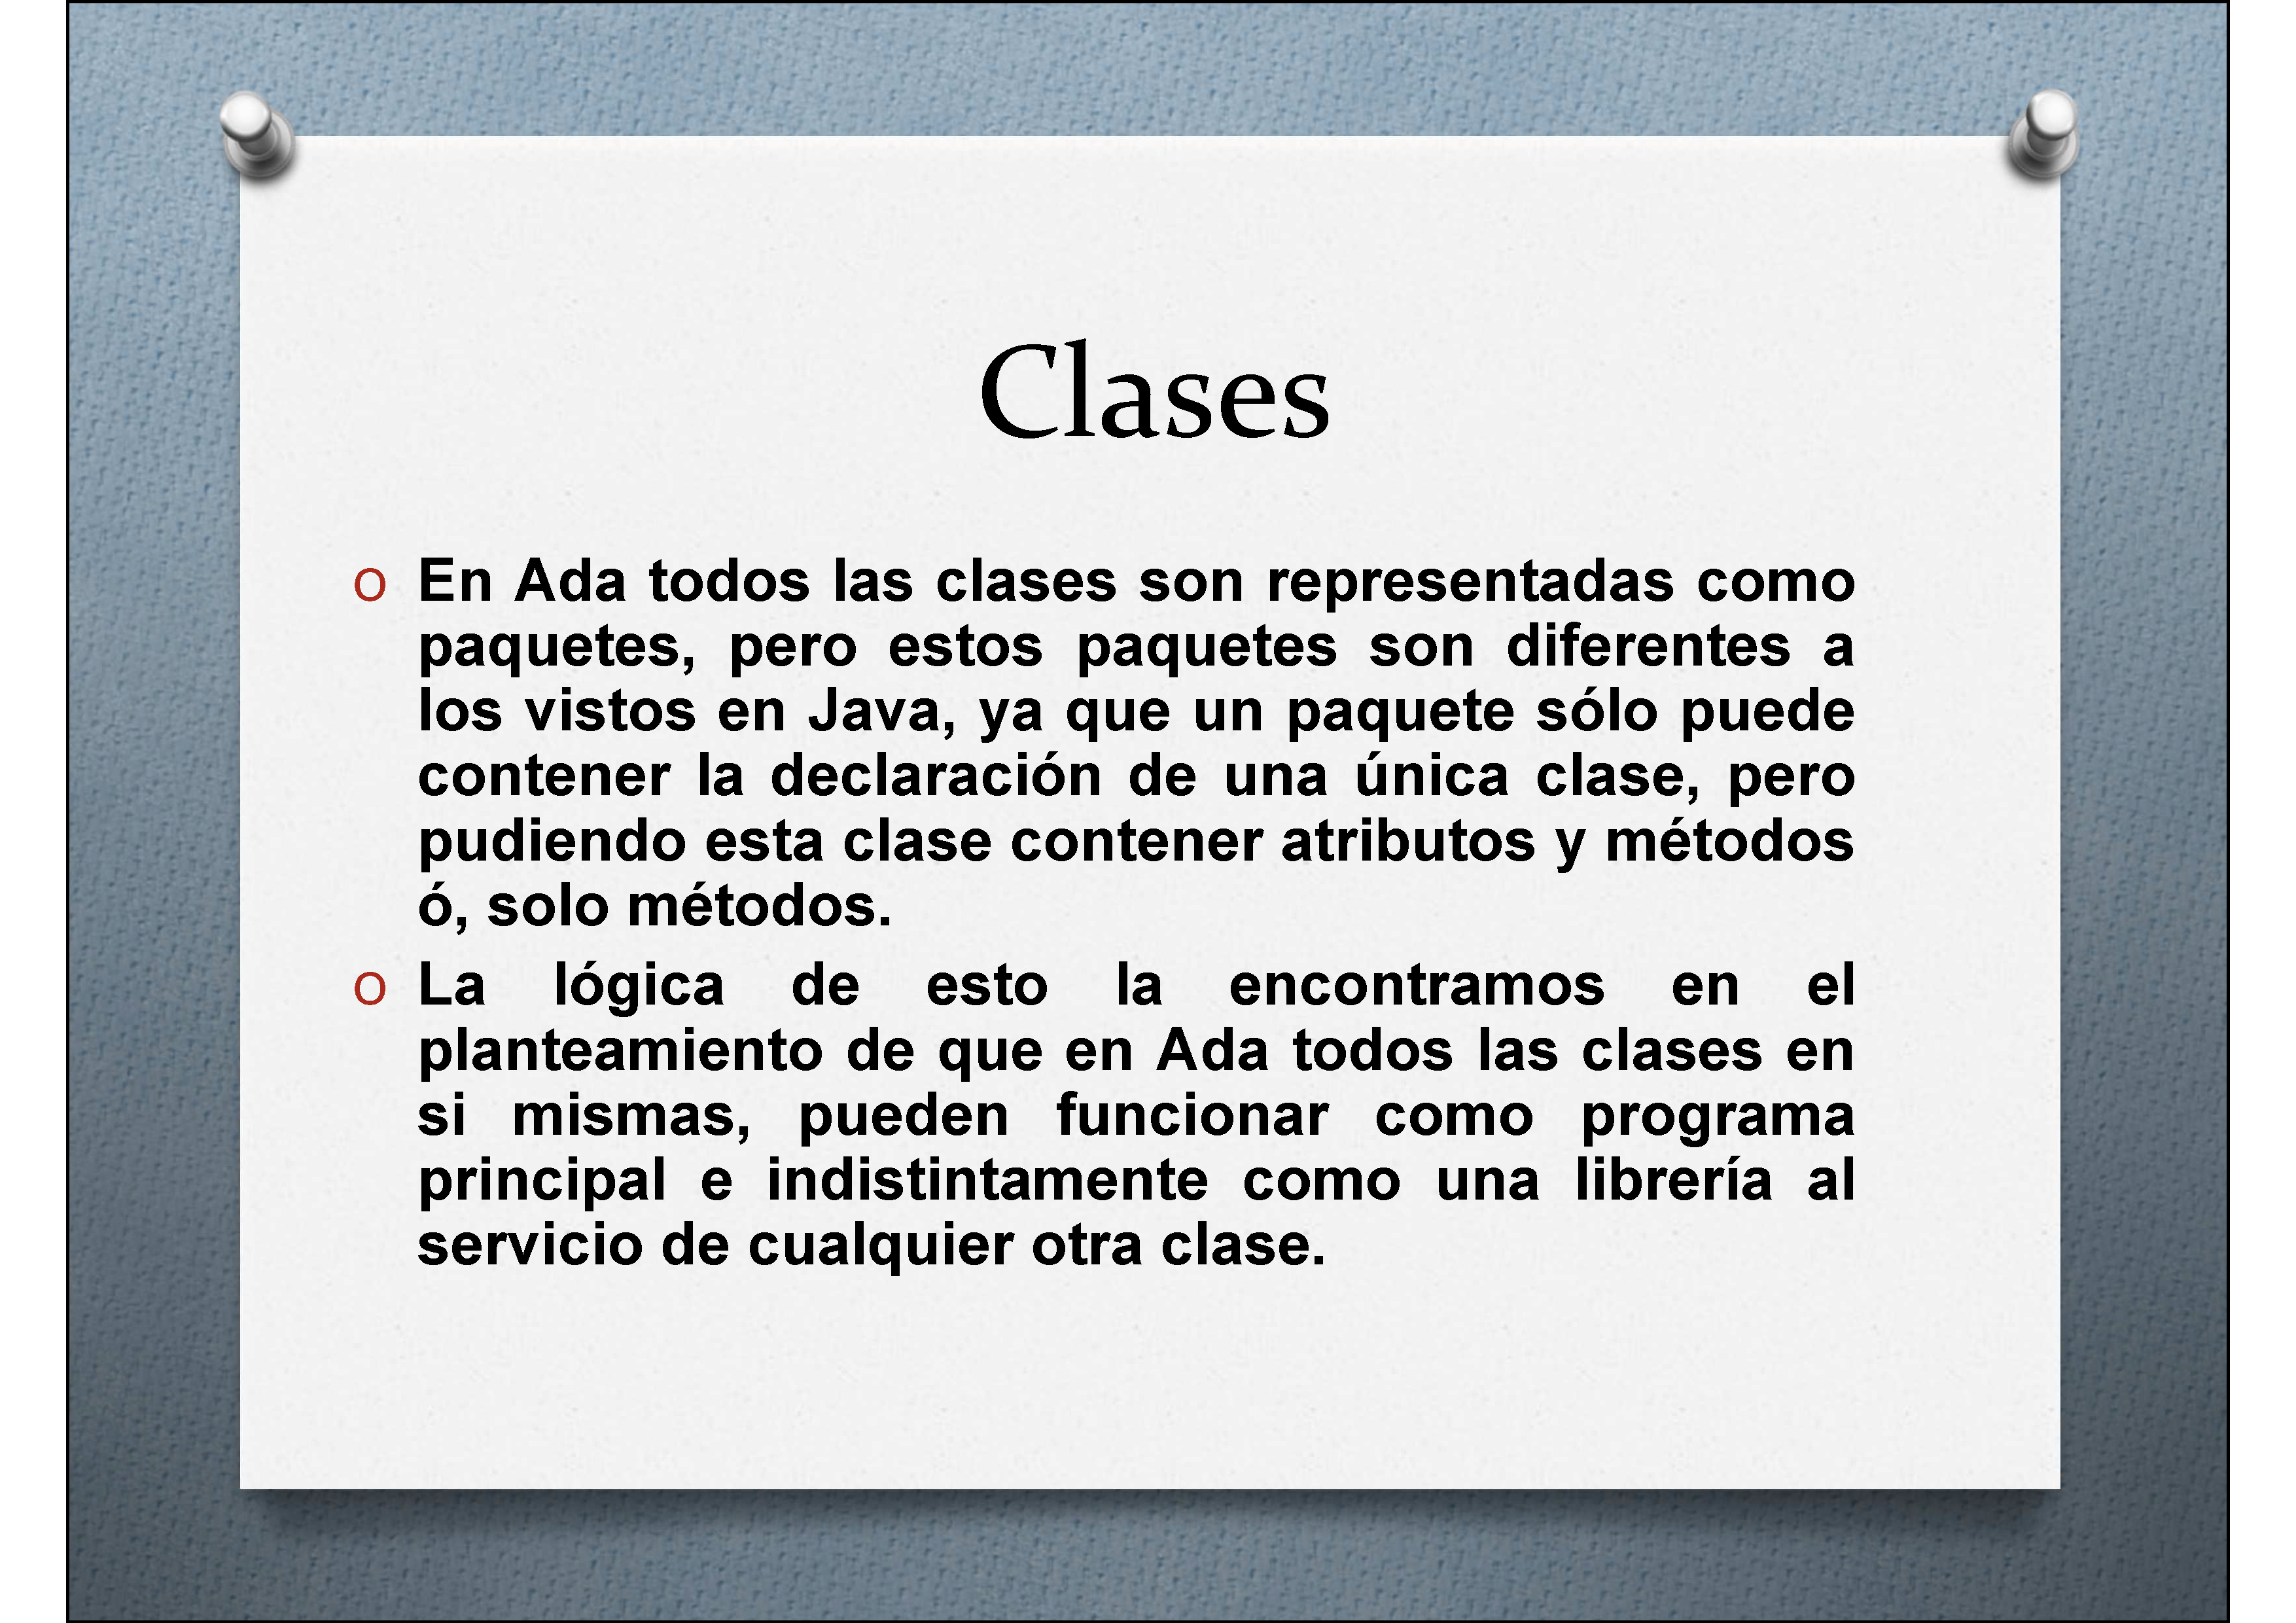 Clases
O En Ada todos las clases son representadas como
paquetes, pero estos paquetes son diferentes a
los vistos en Java, ya que un paquete sólo puede
contener la declaración de una única clase, pero
pudiendo esta clase contener atributos y métodos
ó, solo métodos.
O La lógica de esto la encontramos en el
planteamiento de que en Ada todos las clases en
si mismas, pueden funcionar como programa
principal e indistintamente como una librería al
servicio de cualquier otra clase.